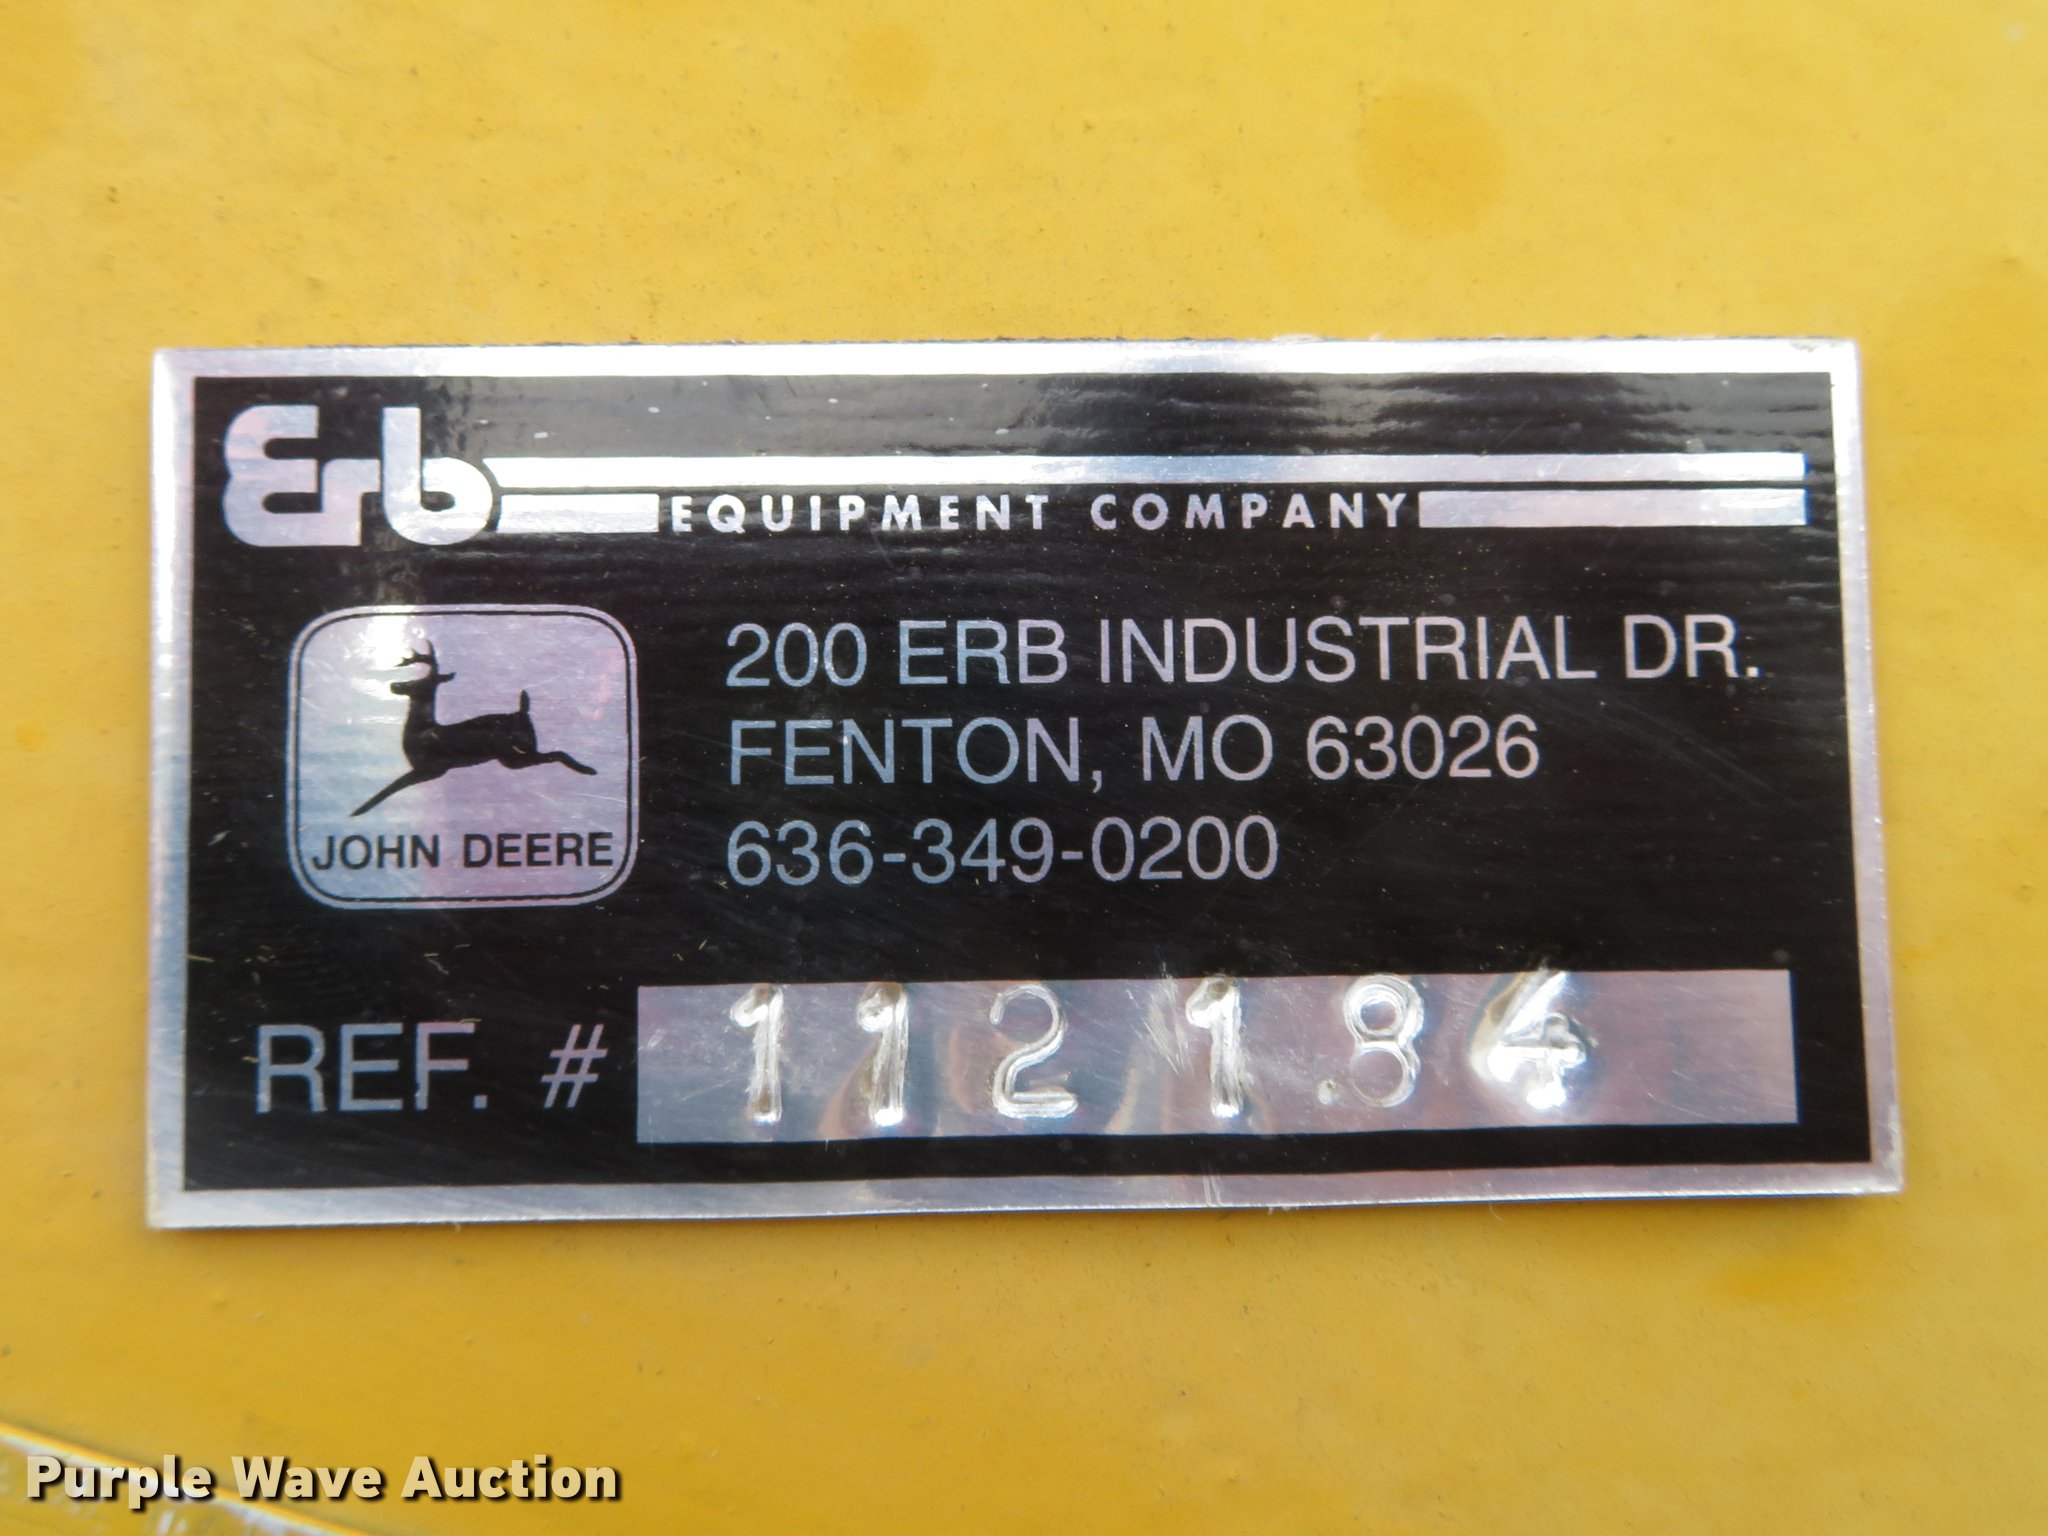 Erb
EQUIPMENT COMPANY
200 ERB INDUSTRIAL DR.
FENTON, MO 63026
636-349-0200
JOHN DEERE
REF. # 112184
Purple Wave Auction